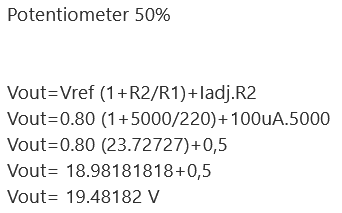 Potentiometer 50%
Vout=Vref (1+R2/R1)+Iadj.R2
Vout=0.80 (1+5000/220)+100uA.5000
Vout=0.80 (23.72727)+0,5
Vout= 18.98181818+0,5
Vout= 19.48182 V